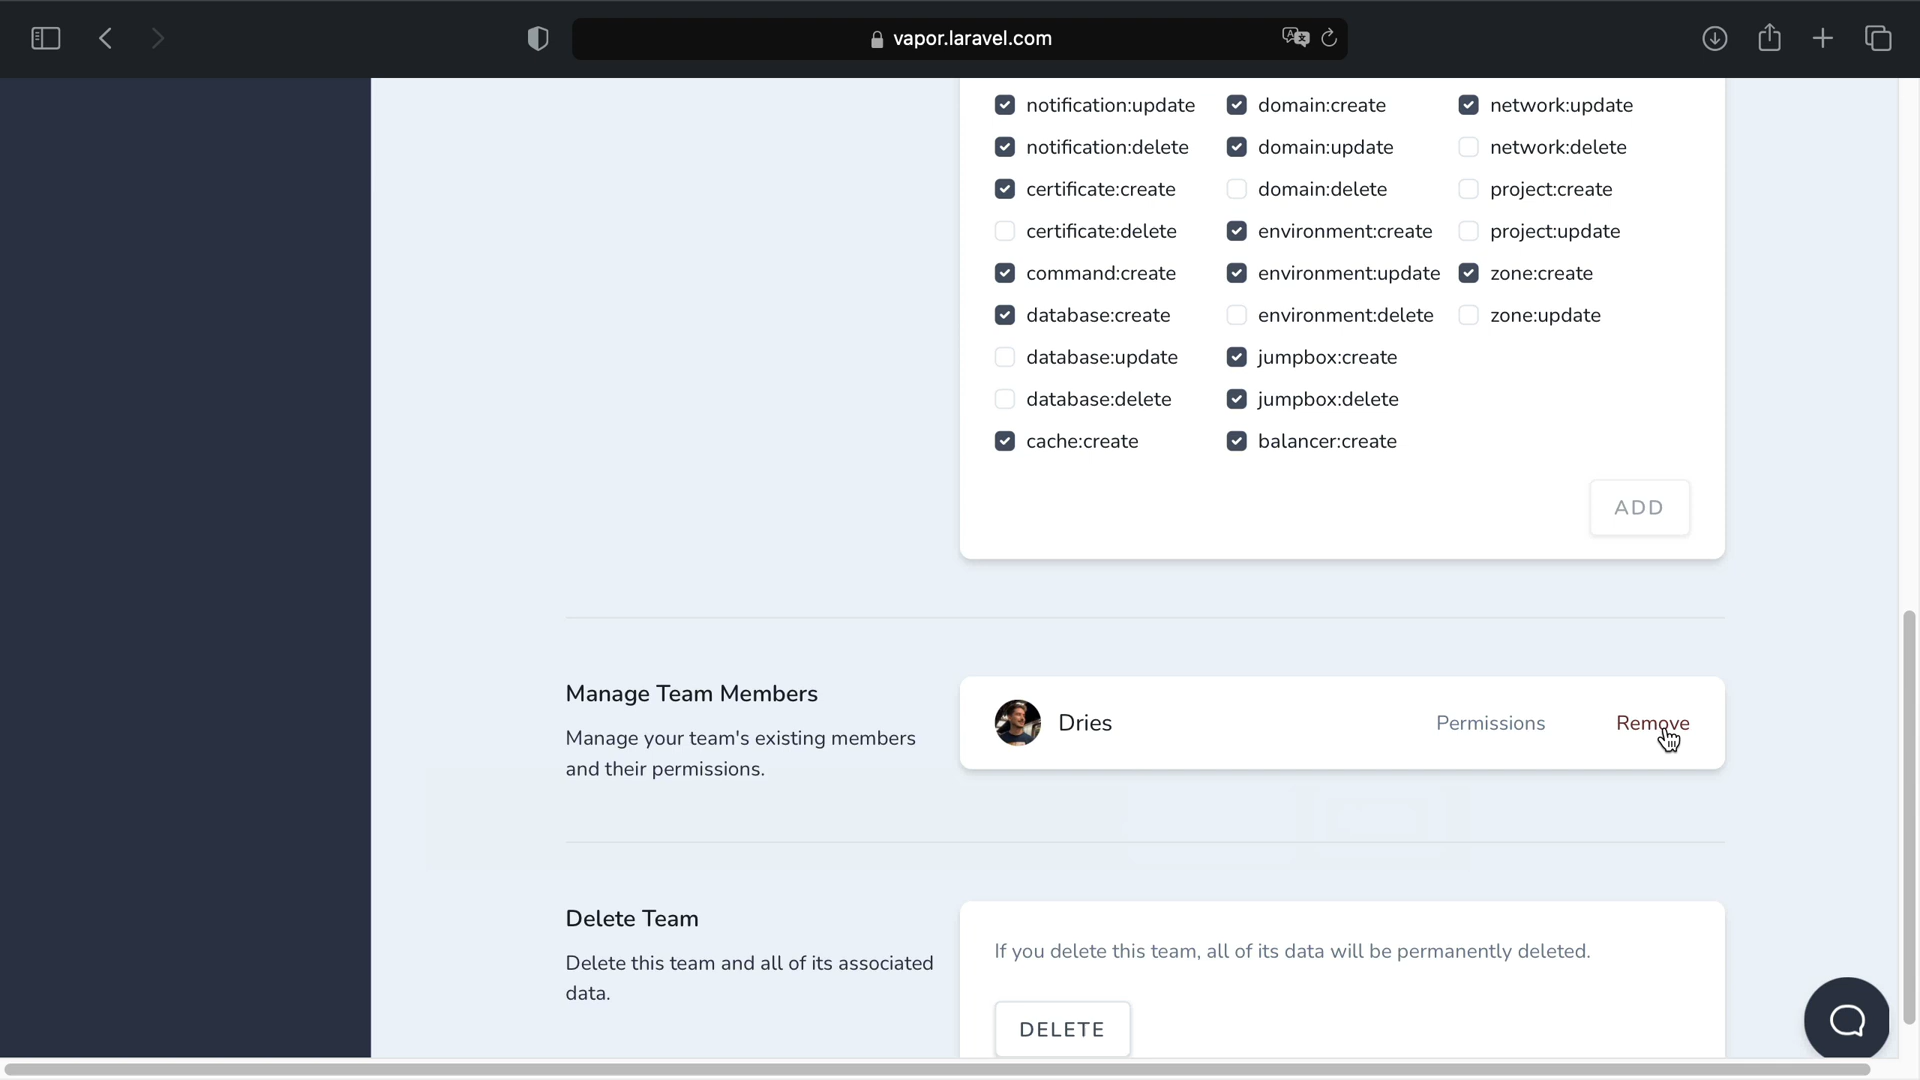 vapor.laravel.com
notification:update domain:create network:update
notification:delete domain:update network:delete
certificate:create domain:delete project:create
certificate:delete environment:create project:update
command:create environment:update zone:create
database:create environment:delete zone:update
database:update jumpbox:create
database:delete jumpbox:delete
cache:create balancer:create
ADD
Manage Team Members
Manage your team's existing members
and their permissions.
Dries Permissions Remove
Delete Team
Delete this team and all of its associated
data.
If you delete this team, all of its data will be permanently deleted.
DELETE